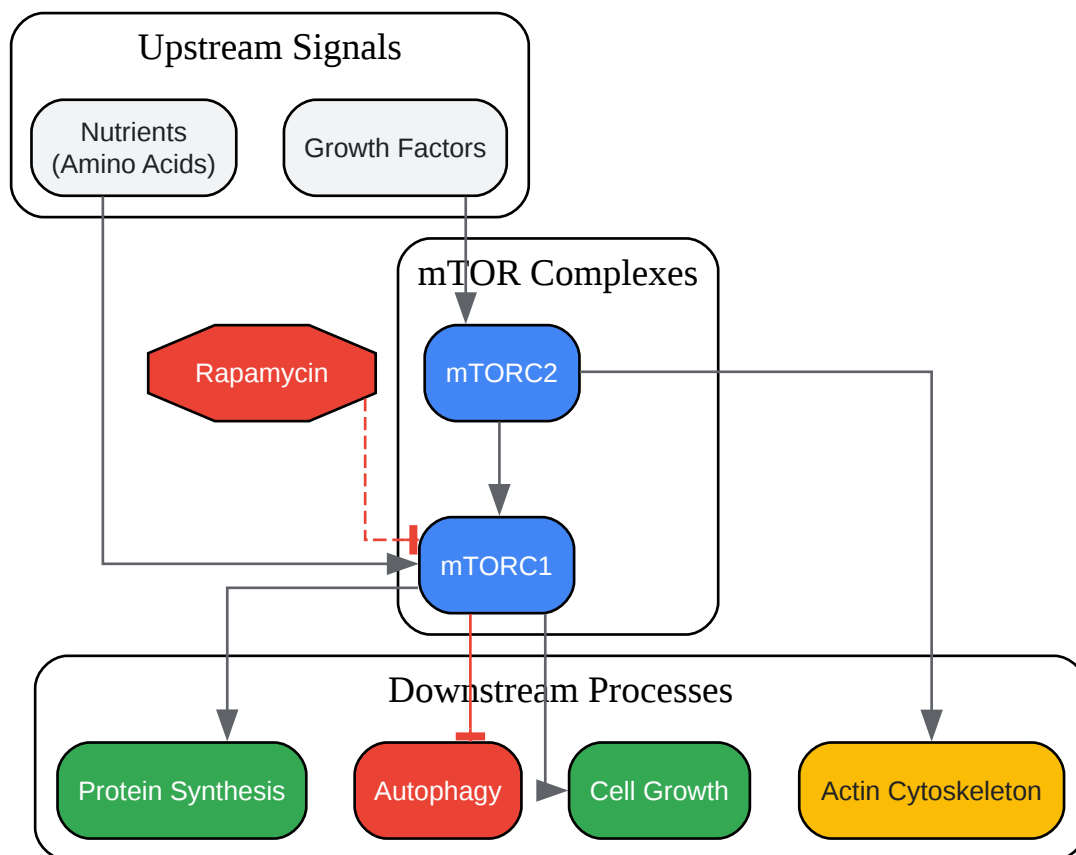 Upstream Signals
Nutrients
(Amino Acids)
Growth Factors
mTOR Complexes
Rapamycin
mTORC2
mTORC1
Downstream Processes
Protein Synthesis
Autophagy
Cell Growth
Actin Cytoskeleton